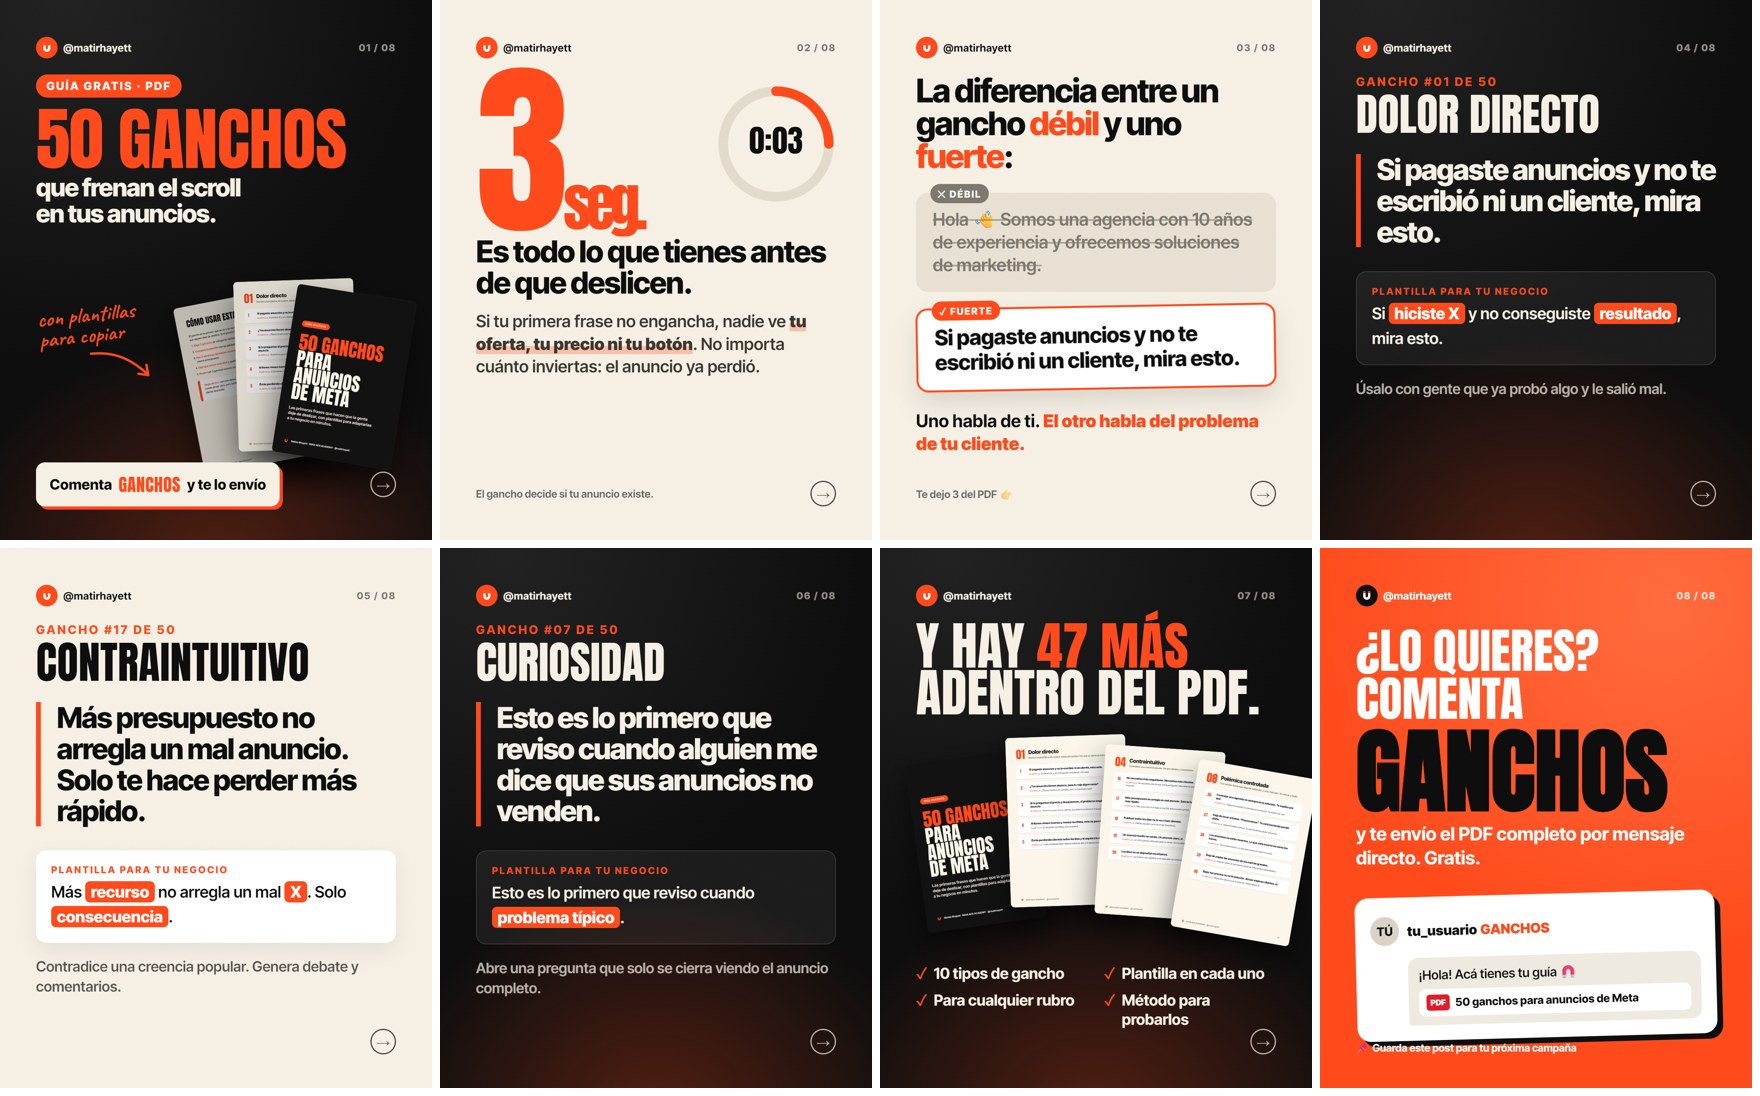 @matirhayett
01 / 08
GUÍA GRATIS · PDF
50 GANCHOS
que frenan el scroll
en tus anuncios.
con plantillas
para copiar
CÓMO USAR ESTA
01 Dolor directo
50 GANCHOS
PARA
ANUNCIOS
DE META
Comenta GANCHOS y te lo envío
→
@matirhayett
02 / 08
3 seg.
0:03
Es todo lo que tienes antes
de que deslicen.
Si tu primera frase no engancha, nadie ve tu
oferta, tu precio ni tu botón. No importa
cuánto inviertas: el anuncio ya perdió.
El gancho decide si tu anuncio existe.
→
@matirhayett
03 / 08
La diferencia entre un
gancho débil y uno
fuerte:
✕ DÉBIL
Hola 👋 Somos una agencia con 10 años
de experiencia y ofrecemos soluciones
de marketing.
✓ FUERTE
Si pagaste anuncios y no te
escribió ni un cliente, mira esto.
Uno habla de ti. El otro habla del problema
de tu cliente.
Te dejo 3 del PDF 👉
→
@matirhayett
04 / 08
GANCHO #01 DE 50
DOLOR DIRECTO
Si pagaste anuncios y no te
escribió ni un cliente, mira
esto.
PLANTILLA PARA TU NEGOCIO
Si hiciste X y no conseguiste resultado,
mira esto.
Úsalo con gente que ya probó algo y le salió mal.
→
@matirhayett
05 / 08
GANCHO #17 DE 50
CONTRAINTUITIVO
Más presupuesto no
arregla un mal anuncio.
Solo te hace perder más
rápido.
PLANTILLA PARA TU NEGOCIO
Más recurso no arregla un mal X. Solo
consecuencia.
Contradice una creencia popular. Genera debate y
comentarios.
→
@matirhayett
06 / 08
GANCHO #07 DE 50
CURIOSIDAD
Esto es lo primero que
reviso cuando alguien me
dice que sus anuncios no
venden.
PLANTILLA PARA TU NEGOCIO
Esto es lo primero que reviso cuando
problema típico.
Abre una pregunta que solo se cierra viendo el anuncio
completo.
→
@matirhayett
07 / 08
Y HAY 47 MÁS
ADENTRO DEL PDF.
50 GANCHOS
PARA
ANUNCIOS
DE META
01 Dolor directo
04 Contraintuitivo
08 Polémica controlada
✓ 10 tipos de gancho
✓ Plantilla en cada uno
✓ Para cualquier rubro
✓ Método para
probarlos
→
@matirhayett
08 / 08
¿LO QUIERES?
COMENTA
GANCHOS
y te envío el PDF completo por mensaje
directo. Gratis.
TÚ
tu_usuario GANCHOS
¡Hola! Acá tienes tu guía 🧲
PDF 50 ganchos para anuncios de Meta
📌 Guarda este post para tu próxima campaña